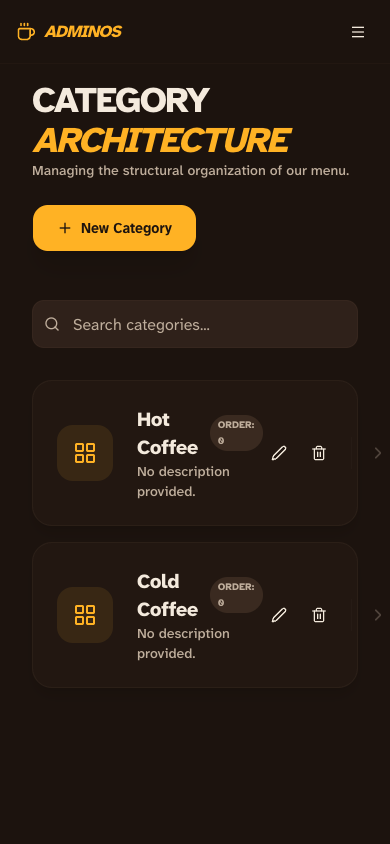 ADMINOS
CATEGORY
ARCHITECTURE
Managing the structural organization of our menu.
New Category
Search categories...
Hot
Coffee
ORDER:
0
No description
provided.
Cold
Coffee
ORDER:
0
No description
provided.